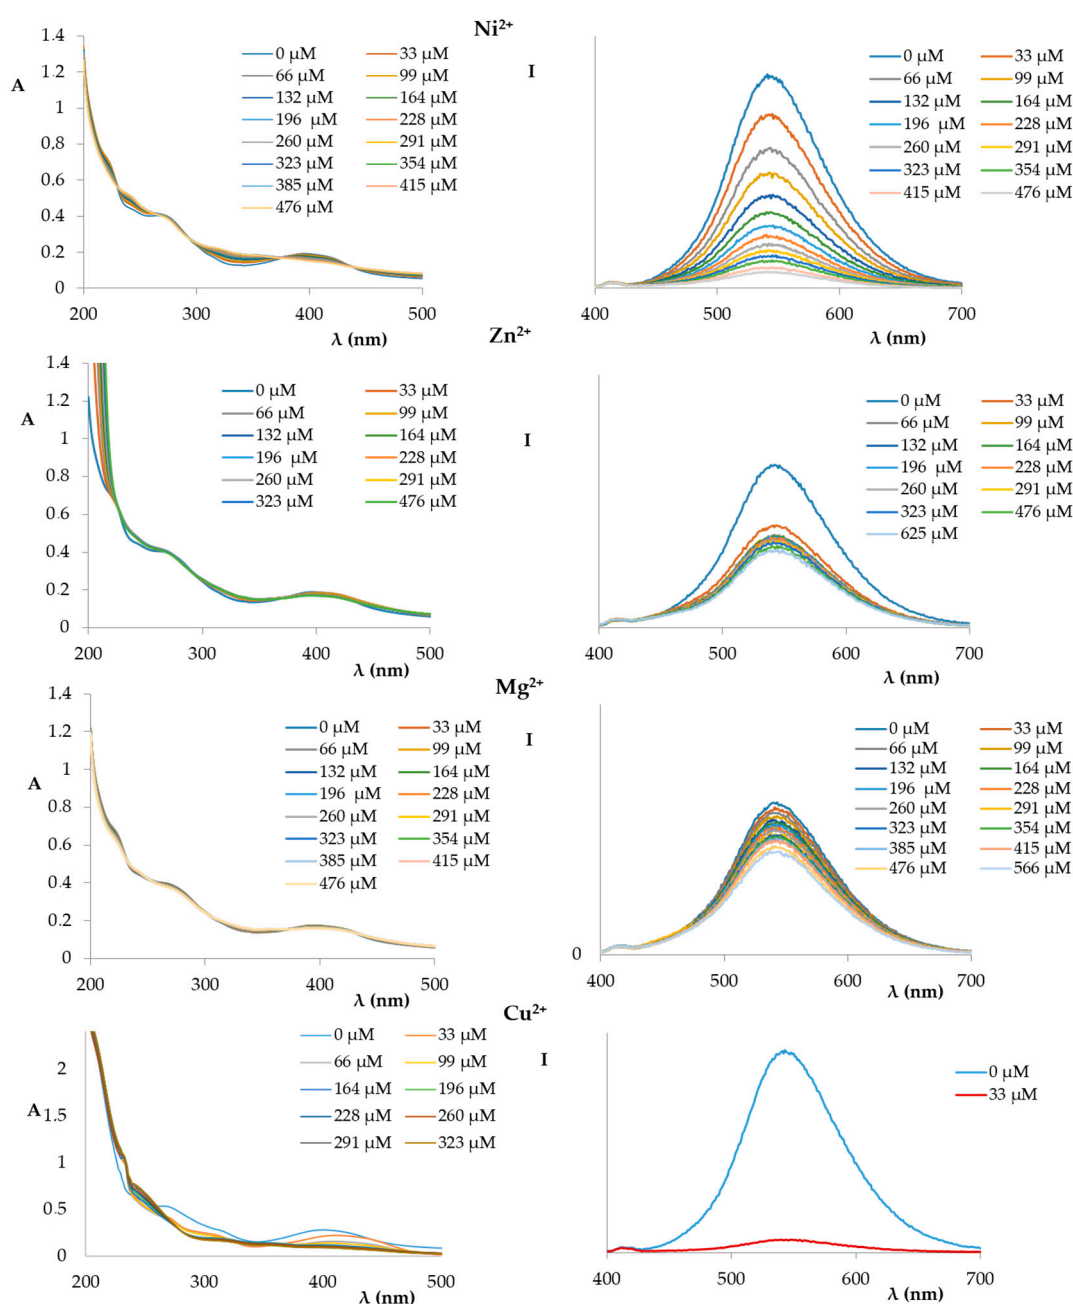 Ni²⁺
1.4
1.2
1
0.8
0.6
0.4
0.2
0
A
0 µM 33 µM
66 µM 99 µM
132 µM 164 µM
196 µM 228 µM
260 µM 291 µM
323 µM 354 µM
385 µM 415 µM
476 µM
200 300 400 500
λ (nm)
I
0 µM 33 µM
66 µM 99 µM
132 µM 164 µM
196 µM 228 µM
260 µM 291 µM
323 µM 354 µM
415 µM 476 µM
400 500 600 700
λ (nm)
Zn²⁺
1.4
1.2
1
0.8
0.6
0.4
0.2
0
A
0 µM 33 µM
66 µM 99 µM
132 µM 164 µM
196 µM 228 µM
260 µM 291 µM
323 µM 476 µM
200 300 400 500
λ (nm)
I
0 µM 33 µM
66 µM 99 µM
132 µM 164 µM
196 µM 228 µM
260 µM 291 µM
323 µM 476 µM
625 µM
400 500 600 700
λ (nm)
Mg²⁺
1.4
1.2
1
0.8
0.6
0.4
0.2
0
A
0 µM 33 µM
66 µM 99 µM
132 µM 164 µM
196 µM 228 µM
260 µM 291 µM
323 µM 354 µM
385 µM 415 µM
476 µM
200 300 400 500
λ (nm)
I
0 µM 33 µM
66 µM 99 µM
132 µM 164 µM
196 µM 228 µM
260 µM 291 µM
323 µM 354 µM
385 µM 415 µM
476 µM 566 µM
0
400 500 600 700
λ (nm)
Cu²⁺
2
1.5
1
0.5
0
A
0 µM 33 µM
66 µM 99 µM
164 µM 196 µM
228 µM 260 µM
291 µM 323 µM
200 300 400 500
λ (nm)
I
0 µM
33 µM
400 500 600 700
λ (nm)